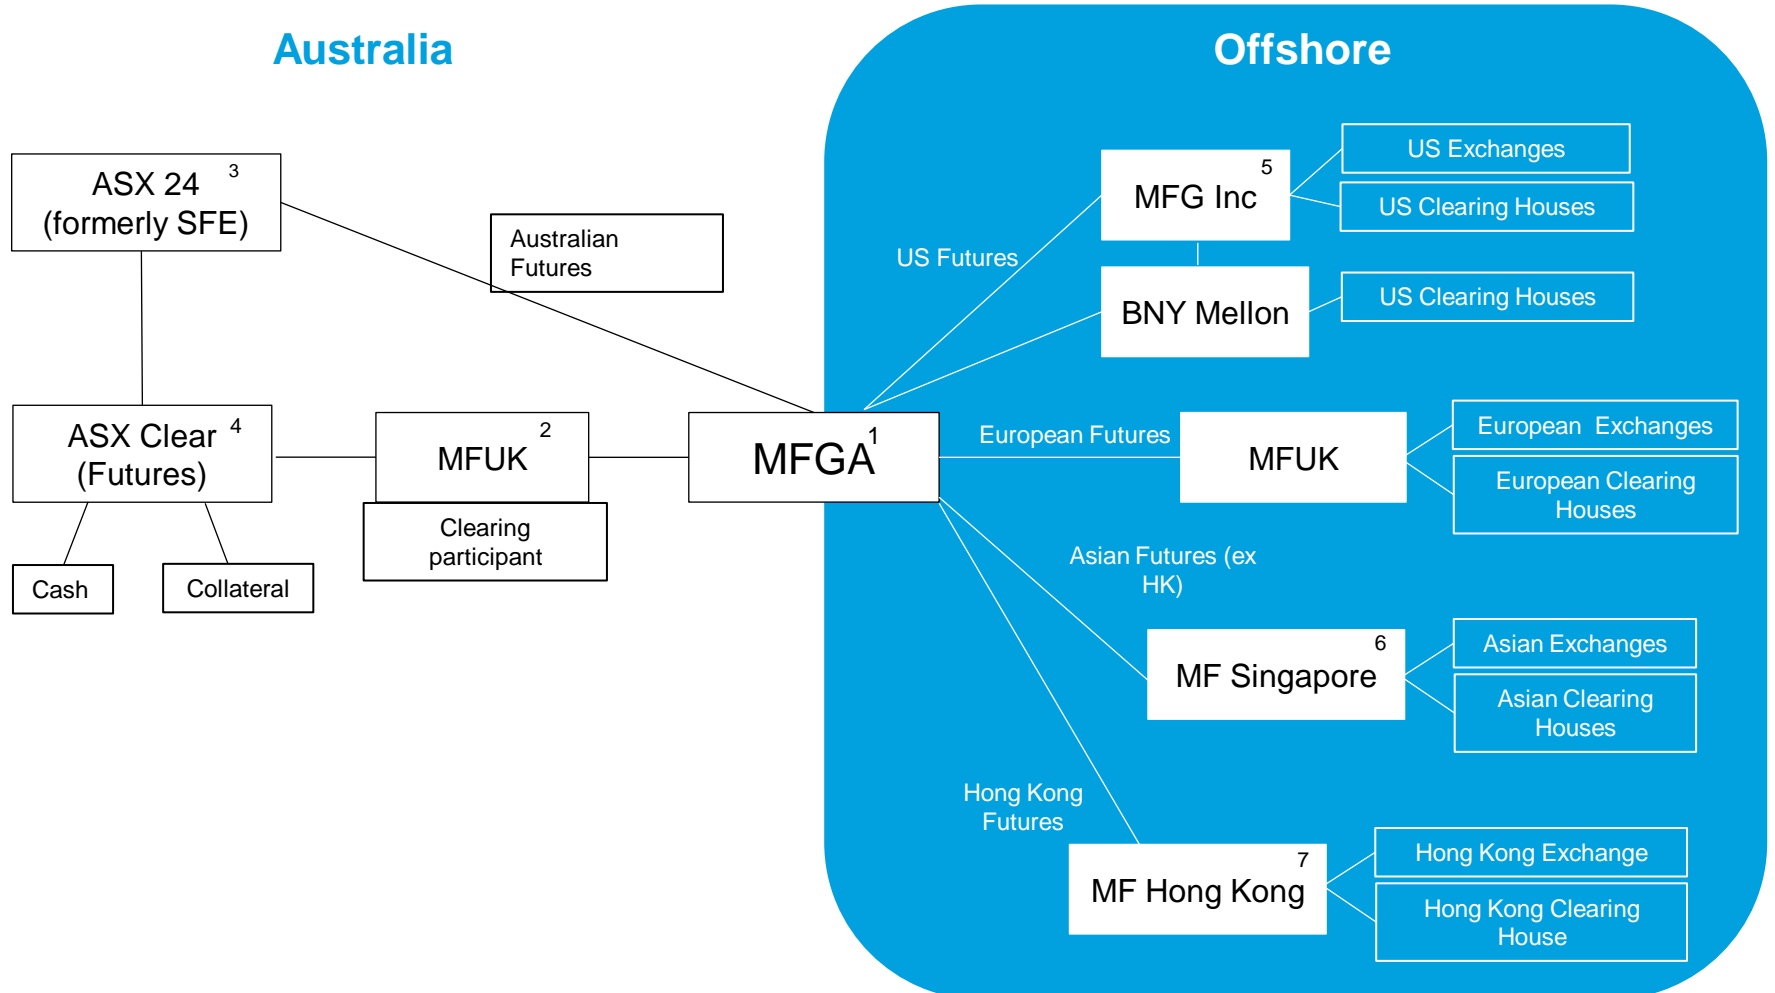 Australia
Offshore
ASX 24 3
(formerly SFE)
Australian
Futures
ASX Clear 4
(Futures)
MFUK 2
Clearing
participant
MFGA 1
Cash
Collateral
US Futures
MFG Inc 5
US Exchanges
US Clearing Houses
BNY Mellon
US Clearing Houses
European Futures
MFUK
European Exchanges
European Clearing
Houses
Asian Futures (ex
HK)
MF Singapore 6
Asian Exchanges
Asian Clearing
Houses
Hong Kong
Futures
MF Hong Kong 7
Hong Kong Exchange
Hong Kong Clearing
House